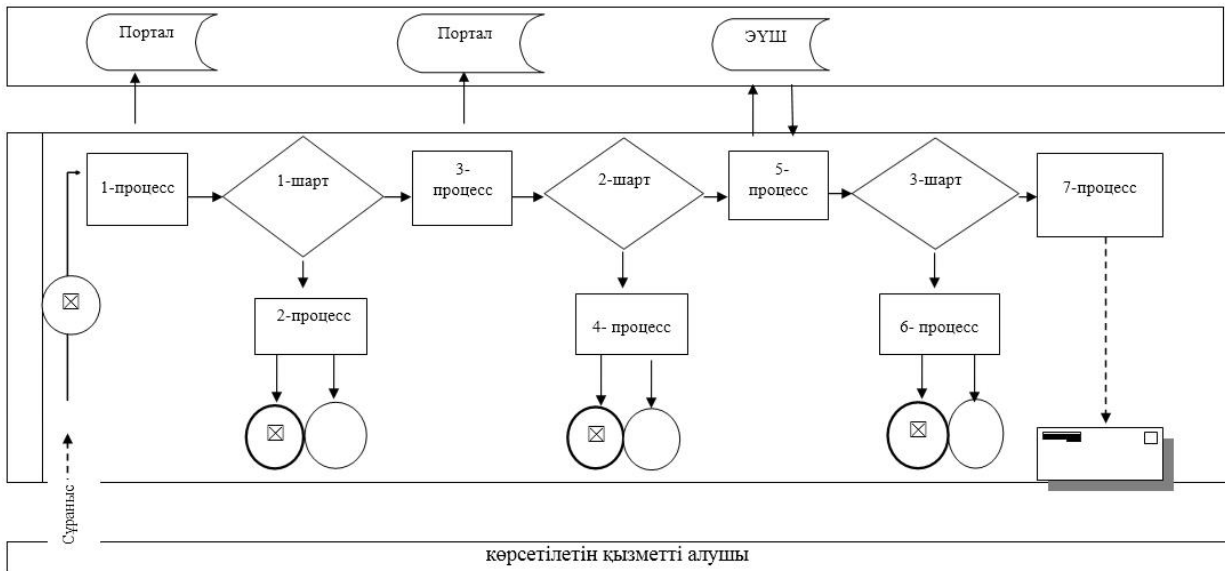 Портал
Портал
ЭҮШ
1-процесс
1-шарт
3-
процесс
2-шарт
5-
процесс
3-шарт
7-процесс
2-процесс
4- процесс
6- процесс
Сұраныс
көрсетілетін қызметті алушы